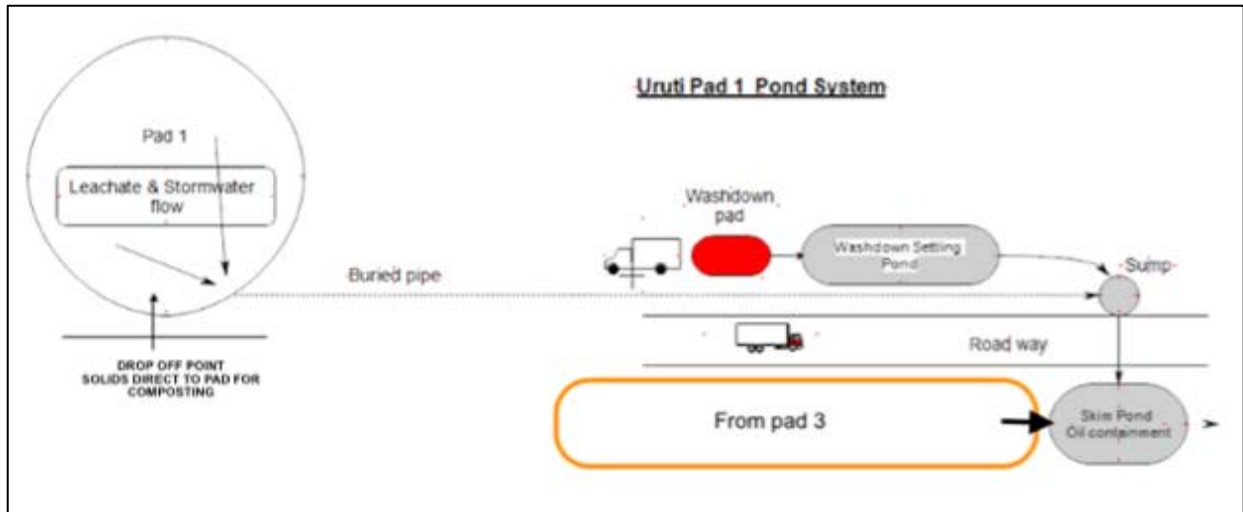 Uruti Pad 1 Pond System
Pad 1
Leachate & Stormwater
flow
Washdown
pad
Washdown Settling
Pond
Sump
Buried pipe
Road way
DROP OFF POINT
SOLIDS DIRECT TO PAD FOR
COMPOSTING
From pad 3
Skim Pond
Oil containment